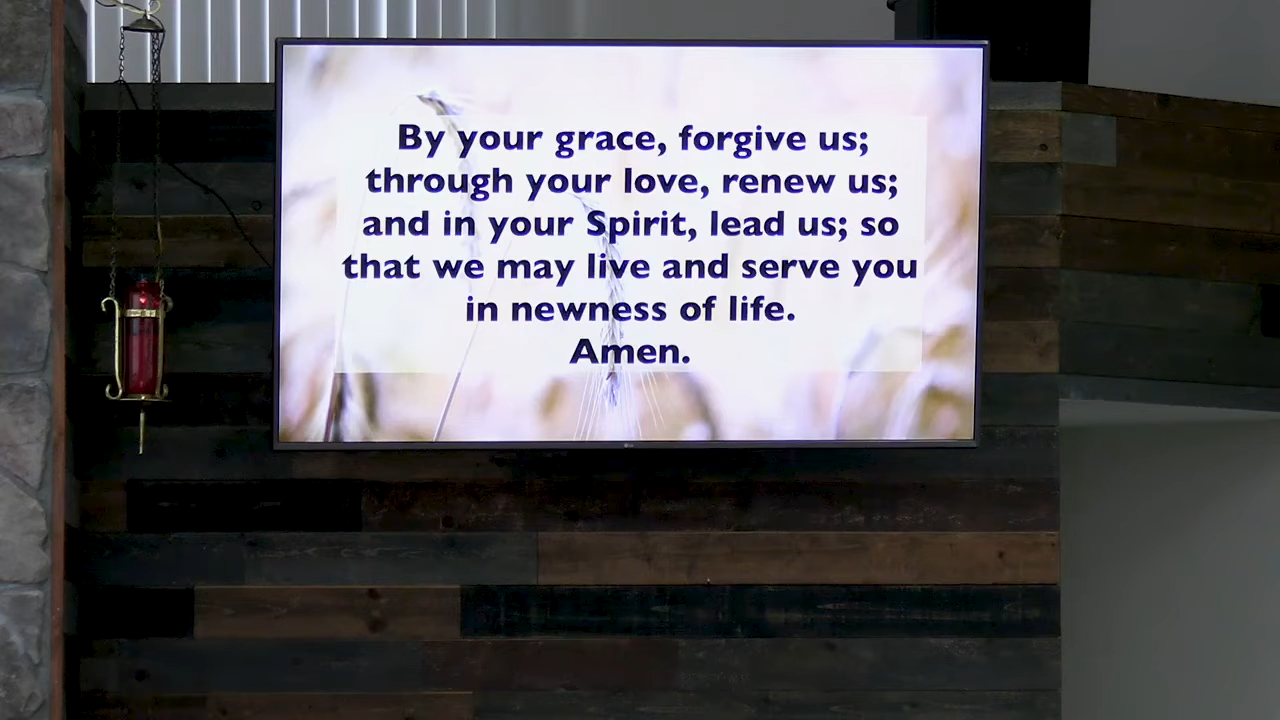 By your grace, forgive us;
through your love, renew us;
and in your Spirit, lead us; so
that we may live and serve you
in newness of life.
Amen.